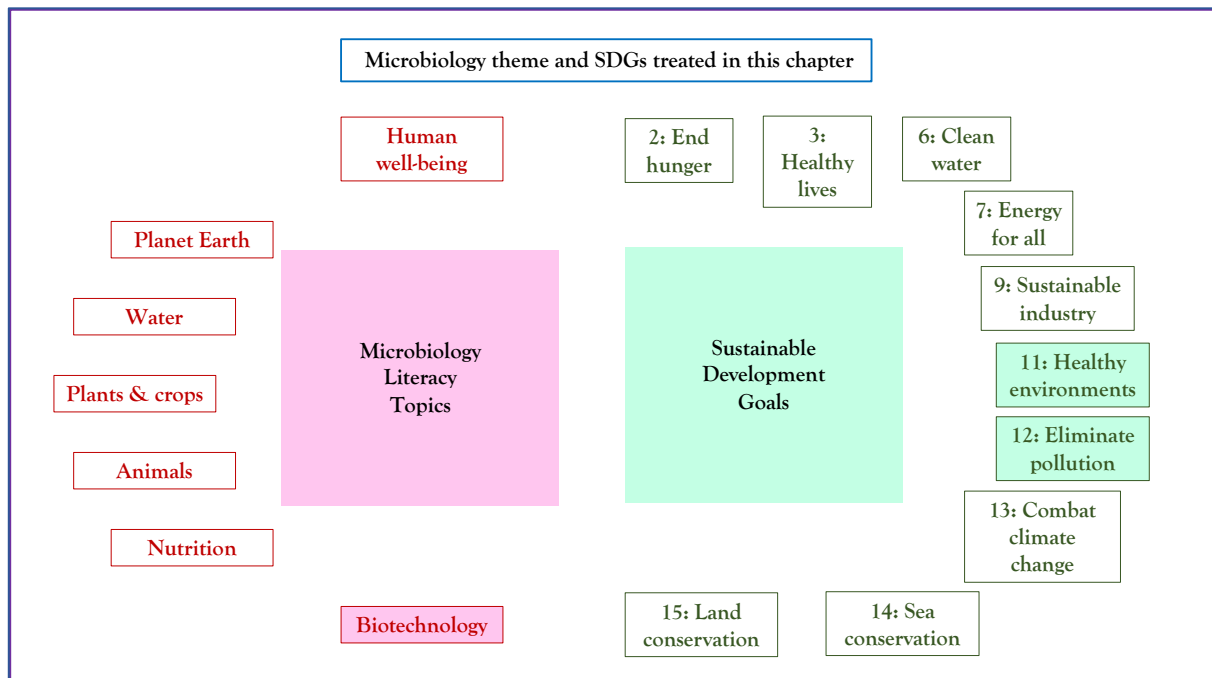 Microbiology theme and SDGs treated in this chapter
Human
well-being
Planet Earth
Water
Plants & crops
Animals
Nutrition
Biotechnology
Microbiology
Literacy
Topics
Sustainable
Development
Goals
2: End
hunger
3:
Healthy
lives
6: Clean
water
7: Energy
for all
9: Sustainable
industry
11: Healthy
environments
12: Eliminate
pollution
13: Combat
climate
change
14: Sea
conservation
15: Land
conservation